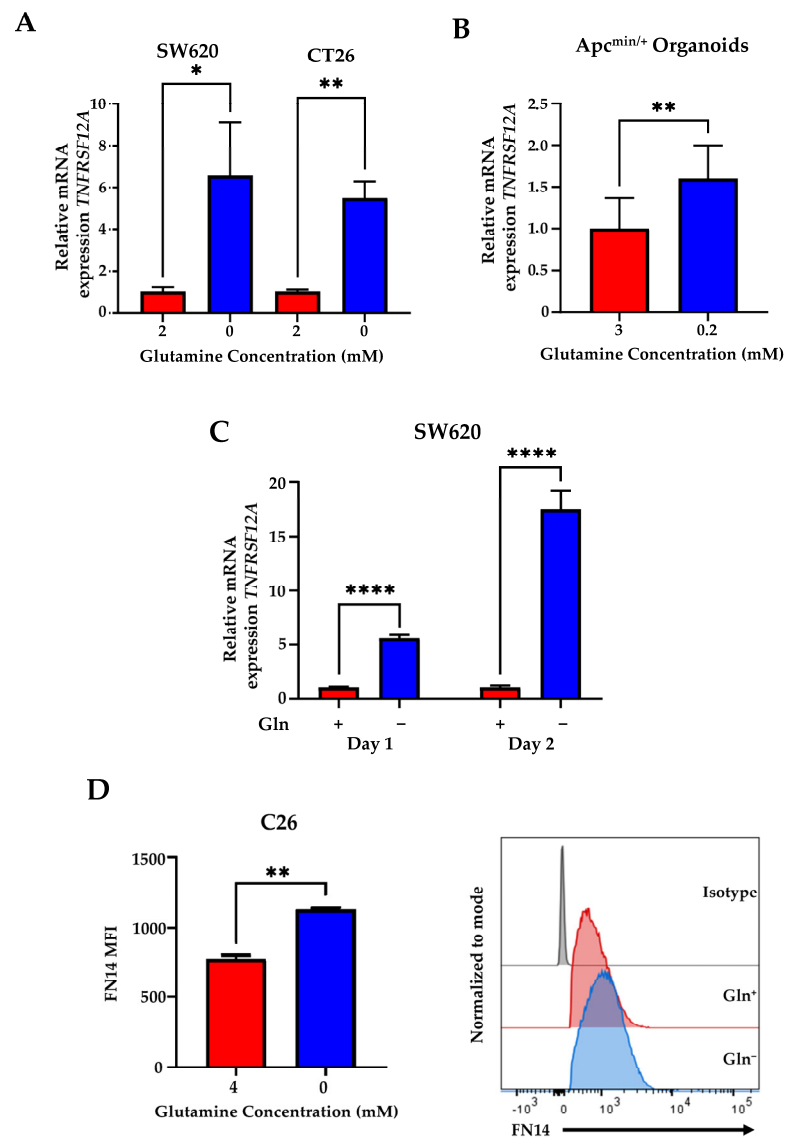 A
SW620
CT26
*
**
Relative mRNA
expression TNFRSF12A
10
8
6
4
2
0
2
0
2
0
Glutamine Concentration (mM)
B
Apcmin/+ Organoids
**
Relative mRNA
expression TNFRSF12A
2.5
2.0
1.5
1.0
0.5
0
3
0.2
Glutamine Concentration (mM)
C
SW620
****
****
Relative mRNA
expression TNFRSF12A
20
15
10
5
0
Gln + − + −
Day 1
Day 2
D
C26
**
FN14 MFI
1500
1000
500
0
4
0
Glutamine Concentration (mM)
Normalized to mode
Isotype
Gln⁺
Gln⁻
-10³ 0 10³ 10⁴ 10⁵
FN14